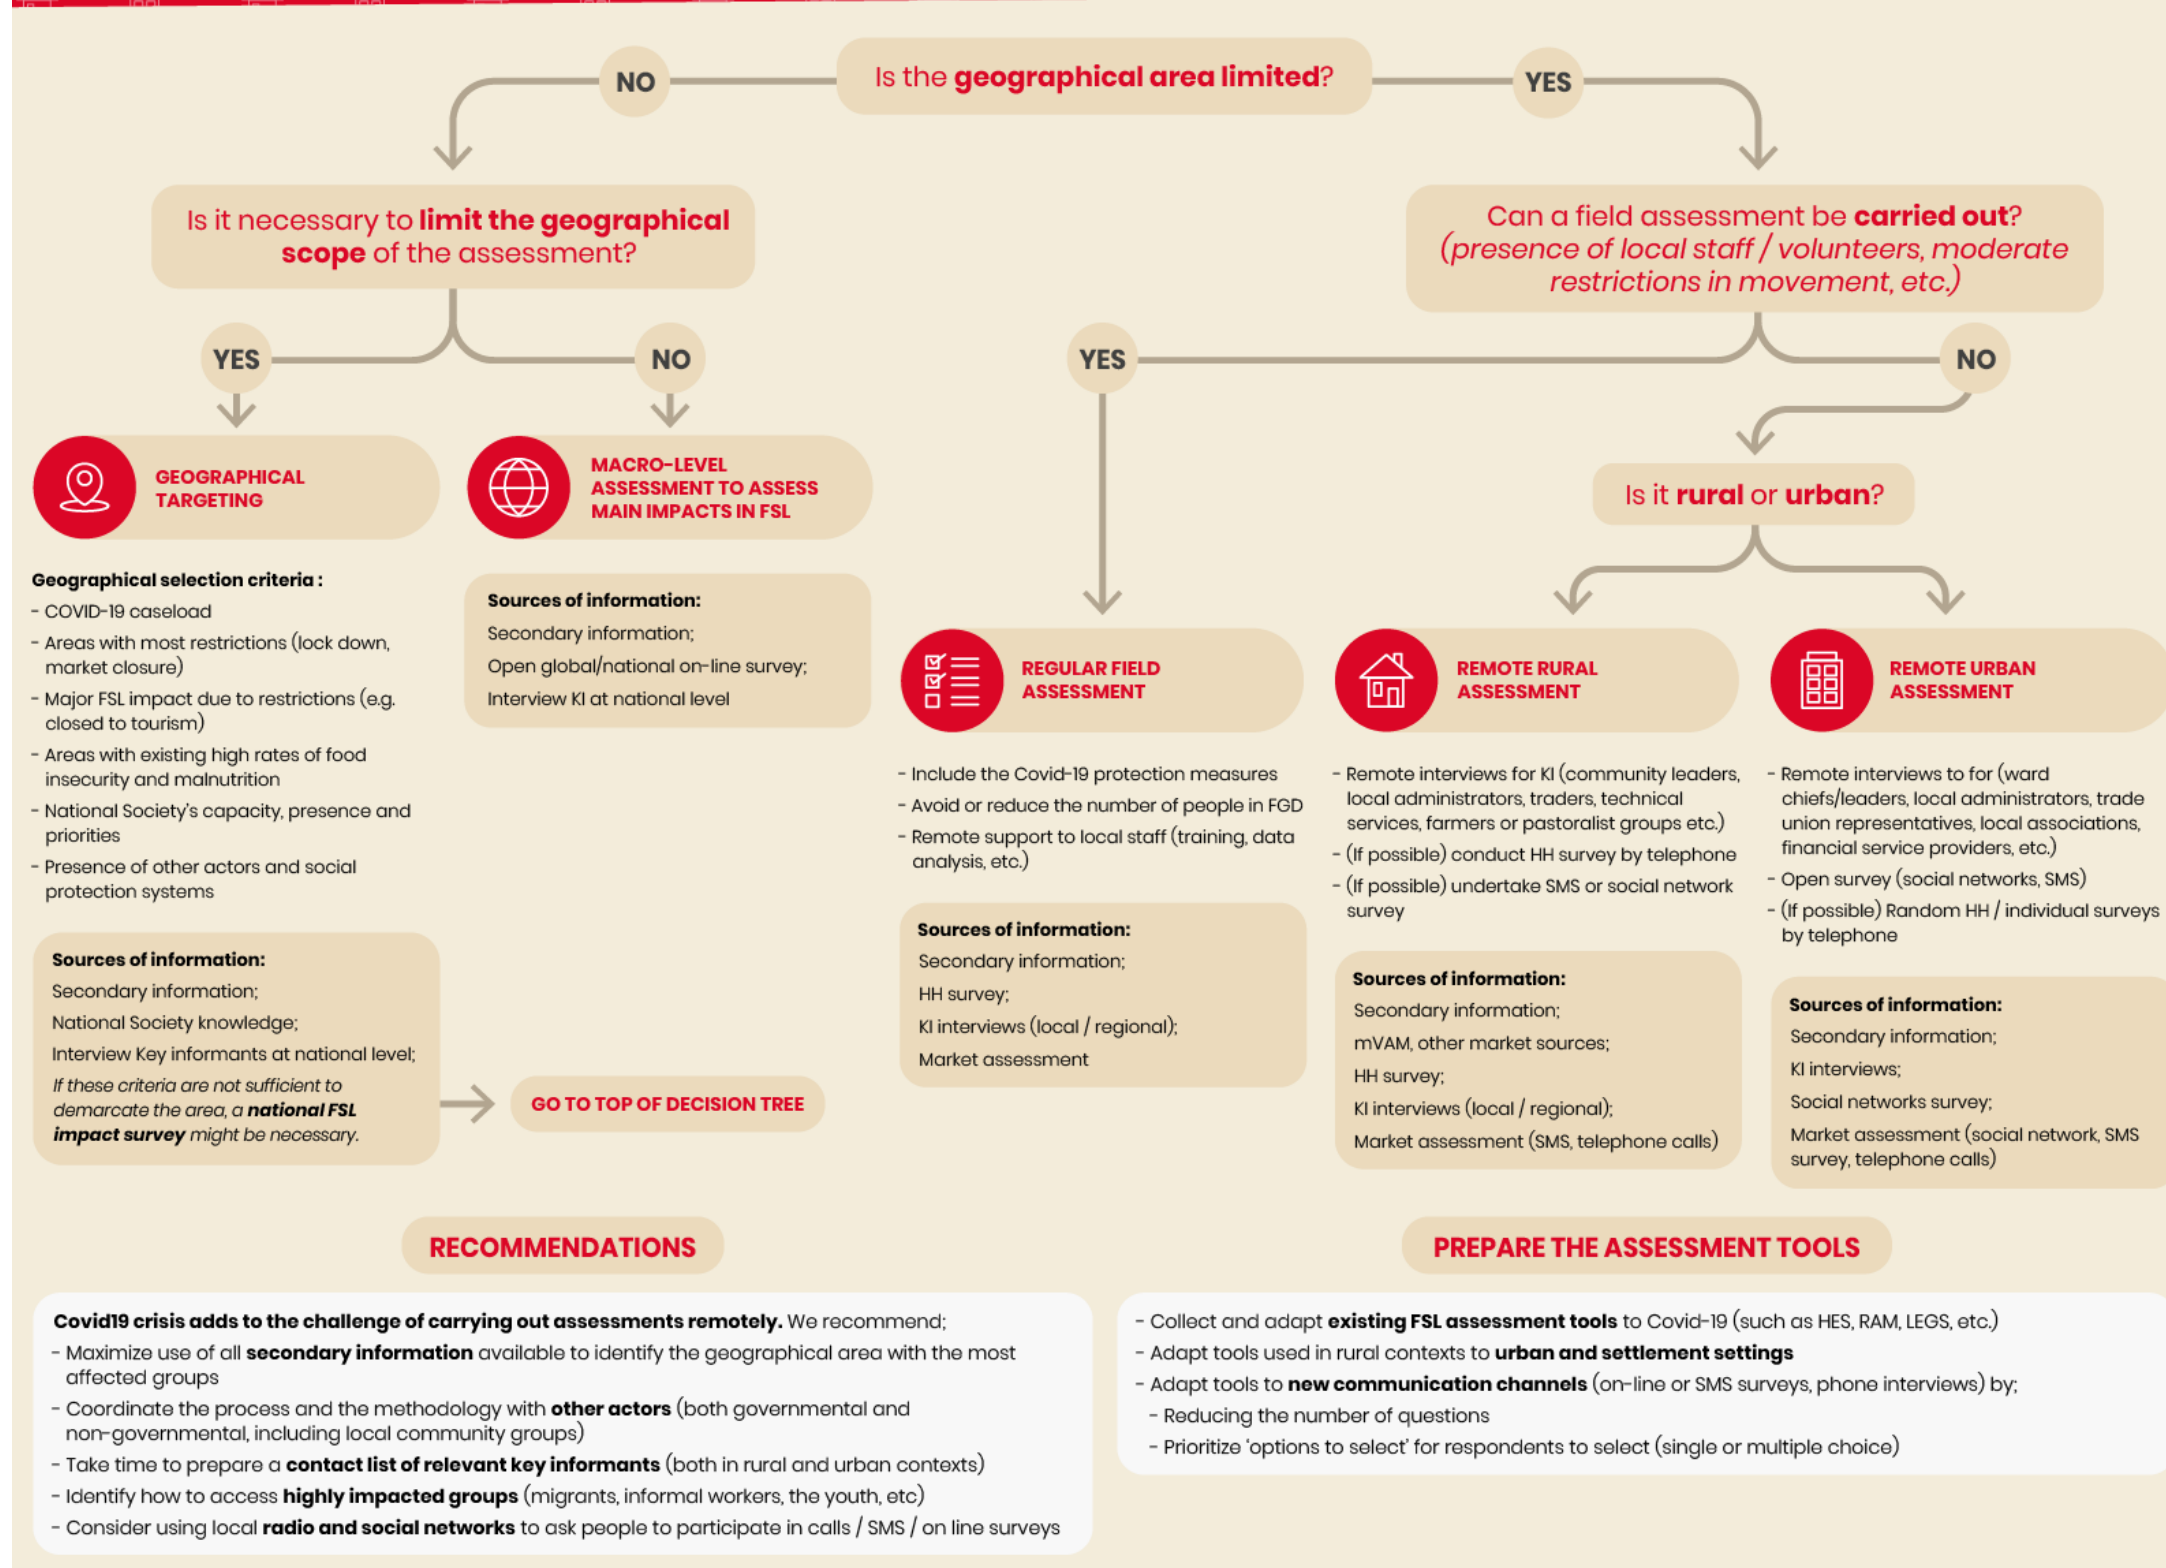 Is the geographical area limited?
NO
YES
Is it necessary to limit the geographical
scope of the assessment?
Can a field assessment be carried out?
(presence of local staff / volunteers, moderate
restrictions in movement, etc.)
YES
NO
YES
NO
GEOGRAPHICAL
TARGETING
MACRO-LEVEL
ASSESSMENT TO ASSESS
MAIN IMPACTS IN FSL
Is it rural or urban?
Geographical selection criteria :
- COVID-19 caseload
- Areas with most restrictions (lock down,
market closure)
- Major FSL impact due to restrictions (e.g.
closed to tourism)
- Areas with existing high rates of food
insecurity and malnutrition
- National Society's capacity, presence and
priorities
- Presence of other actors and social
protection systems
Sources of information:
Secondary information;
National Society knowledge;
Interview Key informants at national level;
If these criteria are not sufficient to
demarcate the area, a national FSL
impact survey might be necessary.
GO TO TOP OF DECISION TREE
Sources of information:
Secondary information;
Open global/national on-line survey;
Interview KI at national level
REGULAR FIELD
ASSESSMENT
- Include the Covid-19 protection measures
- Avoid or reduce the number of people in FGD
- Remote support to local staff (training, data
analysis, etc.)
Sources of information:
Secondary information;
HH survey;
KI interviews (local / regional);
Market assessment
REMOTE RURAL
ASSESSMENT
- Remote interviews for KI (community leaders,
local administrators, traders, technical
services, farmers or pastoralist groups etc.)
- (If possible) conduct HH survey by telephone
- (If possible) undertake SMS or social network
survey
Sources of information:
Secondary information;
mVAM, other market sources;
HH survey;
KI interviews (local / regional);
Market assessment (SMS, telephone calls)
REMOTE URBAN
ASSESSMENT
- Remote interviews to for (ward
chiefs/leaders, local administrators, trade
union representatives, local associations,
financial service providers, etc.)
- Open survey (social networks, SMS)
- (If possible) Random HH / individual surveys
by telephone
Sources of information:
Secondary information;
KI interviews;
Social networks survey;
Market assessment (social network, SMS
survey, telephone calls)
RECOMMENDATIONS
Covid19 crisis adds to the challenge of carrying out assessments remotely. We recommend;
- Maximize use of all secondary information available to identify the geographical area with the most
affected groups
- Coordinate the process and the methodology with other actors (both governmental and
non-governmental, including local community groups)
- Take time to prepare a contact list of relevant key informants (both in rural and urban contexts)
- Identify how to access highly impacted groups (migrants, informal workers, the youth, etc)
- Consider using local radio and social networks to ask people to participate in calls / SMS / on line surveys
PREPARE THE ASSESSMENT TOOLS
- Collect and adapt existing FSL assessment tools to Covid-19 (such as HES, RAM, LEGS, etc.)
- Adapt tools used in rural contexts to urban and settlement settings
- Adapt tools to new communication channels (on-line or SMS surveys, phone interviews) by;
- Reducing the number of questions
- Prioritize 'options to select' for respondents to select (single or multiple choice)